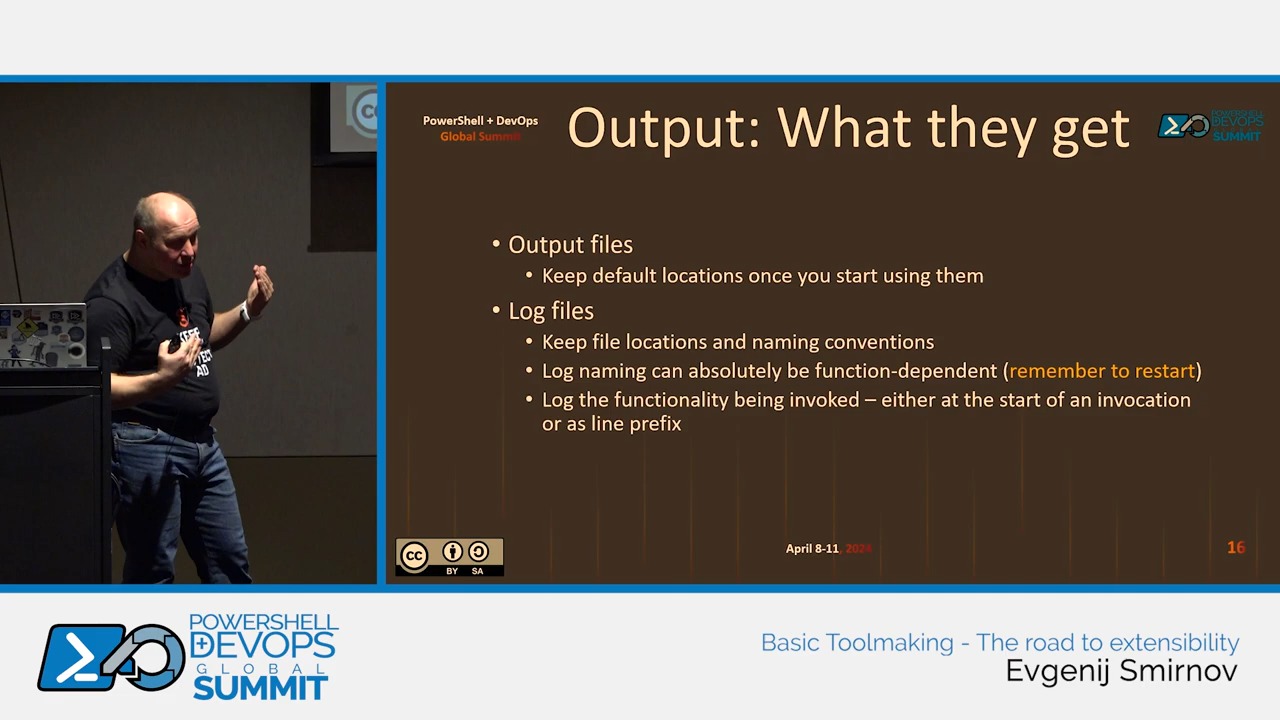 PowerShell + DevOps
Global Summit
Output: What they get
POWERSHELL
DEVOPS
SUMMIT
• Output files
• Keep default locations once you start using them
• Log files
• Keep file locations and naming conventions
• Log naming can absolutely be function-dependent (remember to restart)
• Log the functionality being invoked – either at the start of an invocation
or as line prefix
cc
BY SA
April 8-11, 2024
16
POWERSHELL
+DEVOPS
GLOBAL
SUMMIT
Basic Toolmaking - The road to extensibility
Evgenij Smirnov